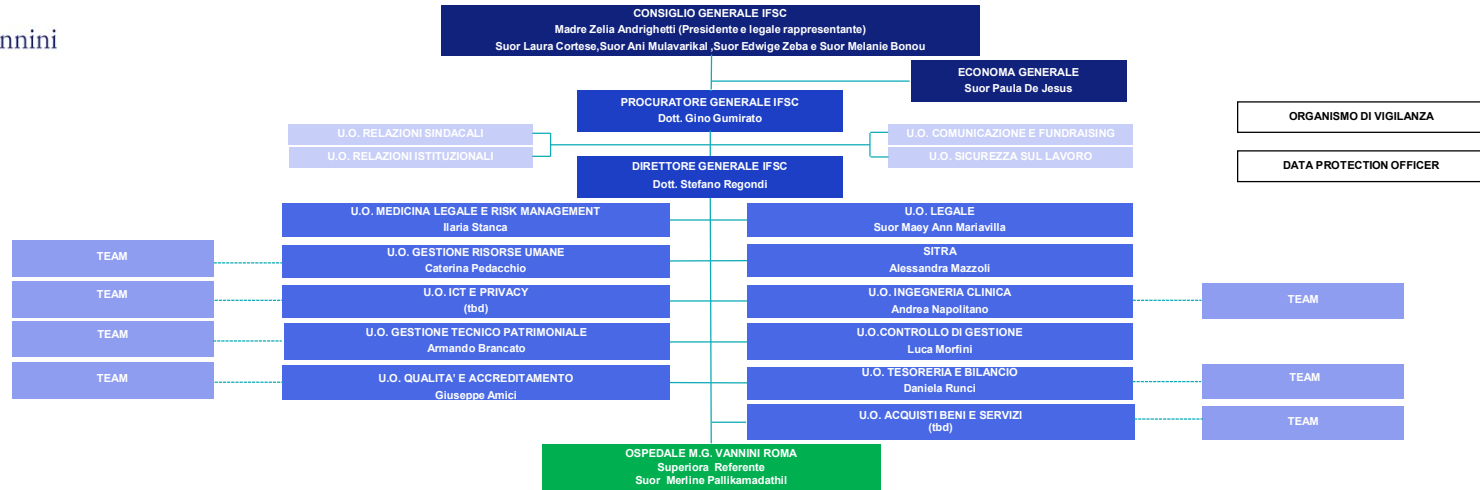 nnini
CONSIGLIO GENERALE IFSC
Madre Zelia Andrighetti (Presidente e legale rappresentante)
Suor Laura Cortese,Suor Ani Mulavarikal ,Suor Edwige Zeba e Suor Melanie Bonou
ECONOMA GENERALE
Suor Paula De Jesus
PROCURATORE GENERALE IFSC
Dott. Gino Gumirato
ORGANISMO DI VIGILANZA
U.O. RELAZIONI SINDACALI
U.O. RELAZIONI ISTITUZIONALI
U.O. COMUNICAZIONE E FUNDRAISING
U.O. SICUREZZA SUL LAVORO
DATA PROTECTION OFFICER
DIRETTORE GENERALE IFSC
Dott. Stefano Regondi
U.O. MEDICINA LEGALE E RISK MANAGEMENT
Ilaria Stanca
U.O. LEGALE
Suor Maey Ann Mariavilla
TEAM
U.O. GESTIONE RISORSE UMANE
Caterina Pedacchio
SITRA
Alessandra Mazzoli
TEAM
U.O. ICT E PRIVACY
(tbd)
U.O. INGEGNERIA CLINICA
Andrea Napolitano
TEAM
TEAM
U.O. GESTIONE TECNICO PATRIMONIALE
Armando Brancato
U.O.CONTROLLO DI GESTIONE
Luca Morfini
TEAM
U.O. QUALITA' E ACCREDITAMENTO
Giuseppe Amici
U.O. TESORERIA E BILANCIO
Daniela Runci
TEAM
U.O. ACQUISTI BENI E SERVIZI
(tbd)
TEAM
OSPEDALE M.G. VANNINI ROMA
Superiora Referente
Suor Merline Pallikamadathil